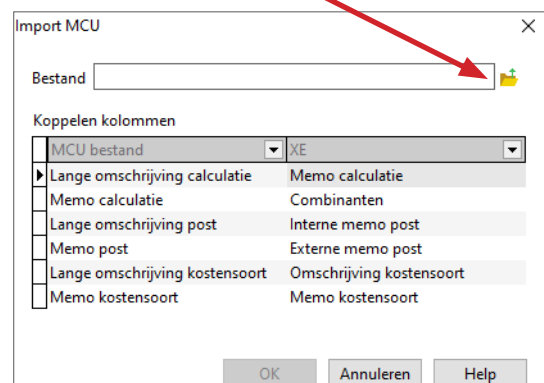 Import MCU
Bestand
Koppelen kolommen
MCU bestand XE
Lange omschrijving calculatie Memo calculatie
Memo calculatie Combinanten
Lange omschrijving post Interne memo post
Memo post Externe memo post
Lange omschrijving kostensoort Omschrijving kostensoort
Memo kostensoort Memo kostensoort
OK Annuleren Help